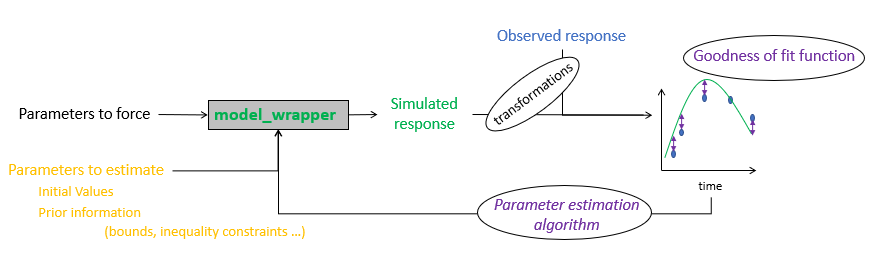 Observed response
Goodness of fit function
transformations
Parameters to force
model_wrapper
Simulated
response
Parameters to estimate
Initial Values
Prior information
(bounds, inequality constraints ...)
Parameter estimation
algorithm
time